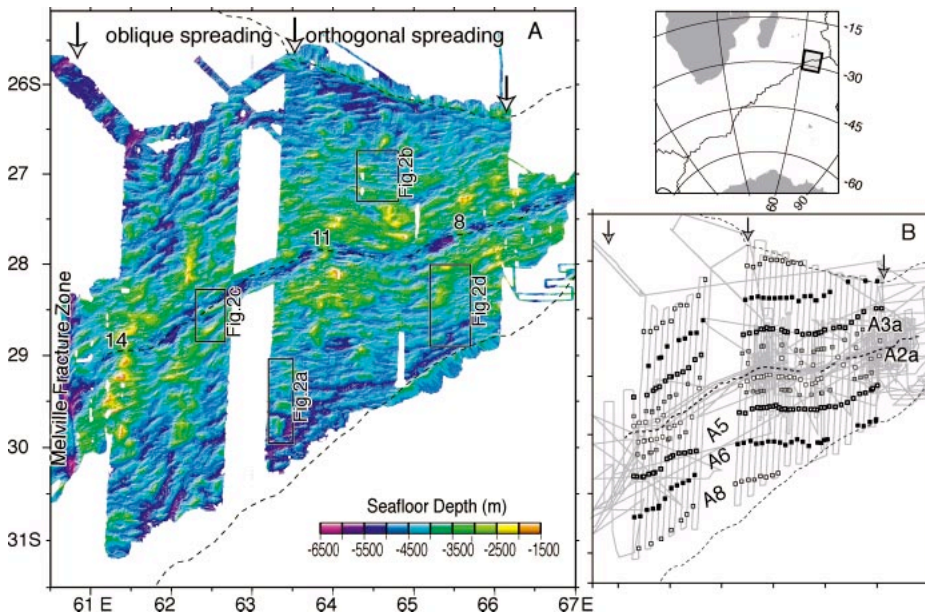 oblique spreading
orthogonal spreading
A
26S
27
28
29
30
31S
61 E
62
63
64
65
66
67E
Melville Fracture Zone
14
11
8
Fig.2b
Fig.2c
Fig.2d
Fig.2a
Seafloor Depth (m)
-6500
-5500
-4500
-3500
-2500
-1500
-15
-30
-45
-60
60
90
B
A3a
A2a
A5
A6
A8